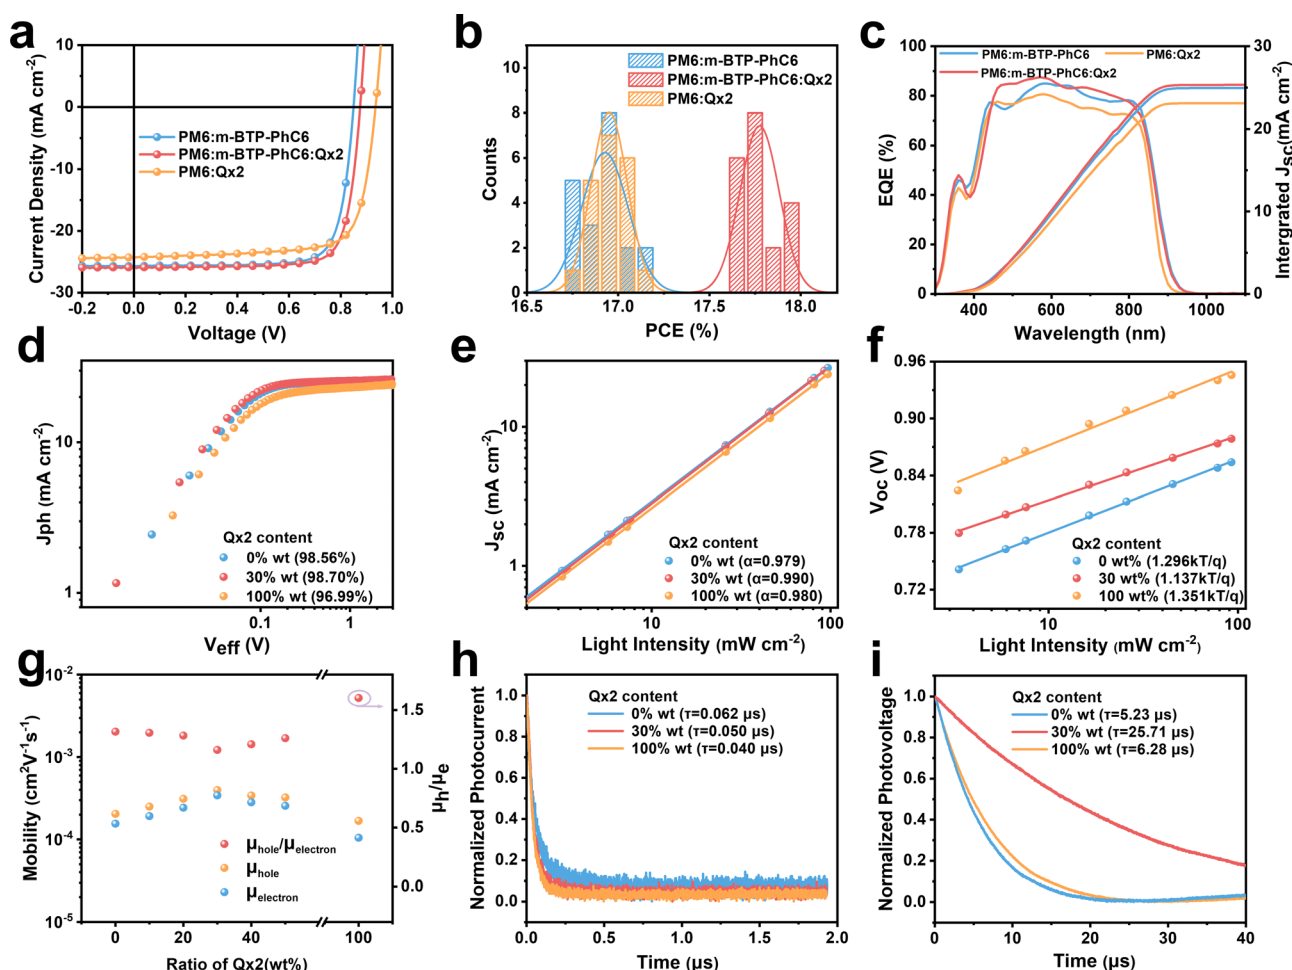 a
10
0
-10
-20
-30
Current Density (mA cm-2)
PM6:m-BTP-PhC6
PM6:m-BTP-PhC6:Qx2
PM6:Qx2
-0.2 0.0 0.2 0.4 0.6 0.8 1.0
Voltage (V)
b
10
8
6
4
2
0
Counts
PM6:m-BTP-PhC6
PM6:m-BTP-PhC6:Qx2
PM6:Qx2
16.5 17.0 17.5 18.0
PCE (%)
c
100
80
60
40
20
0
EQE (%)
PM6:m-BTP-PhC6
PM6:Qx2
PM6:m-BTP-PhC6:Qx2
30
20
10
0
Intergrated Jsc(mA cm-2)
400 600 800 1000
Wavelength (nm)
d
10
1
Jph (mA cm-2)
Qx2 content
0% wt (98.56%)
30% wt (98.70%)
100% wt (96.99%)
0.1 1
Veff (V)
e
10
1
Jsc (mA cm-2)
Qx2 content
0% wt (α=0.979)
30% wt (α=0.990)
100% wt (α=0.980)
10 100
Light Intensity (mW cm-2)
f
0.96
0.90
0.84
0.78
0.72
Voc (V)
Qx2 content
0 wt% (1.296kT/q)
30 wt% (1.137kT/q)
100 wt% (1.351kT/q)
10 100
Light Intensity (mW cm-2)
g
10-2
10-3
10-4
10-5
Mobility (cm2V-1s-1)
μhole/μelectron
μhole
μelectron
1.5
1.0
0.5
0.0
μh/μe
0 20 40 100
Ratio of Qx2(wt%)
h
1.0
0.8
0.6
0.4
0.2
0.0
Normalized Photocurrent
Qx2 content
0% wt (τ=0.062 μs)
30% wt (τ=0.050 μs)
100% wt (τ=0.040 μs)
0.0 0.5 1.0 1.5 2.0
Time (μs)
i
1.0
0.8
0.6
0.4
0.2
0.0
Normalized Photovoltage
Qx2 content
0% wt (τ=5.23 μs)
30% wt (τ=25.71 μs)
100% wt (τ=6.28 μs)
0 10 20 30 40
Time (μs)